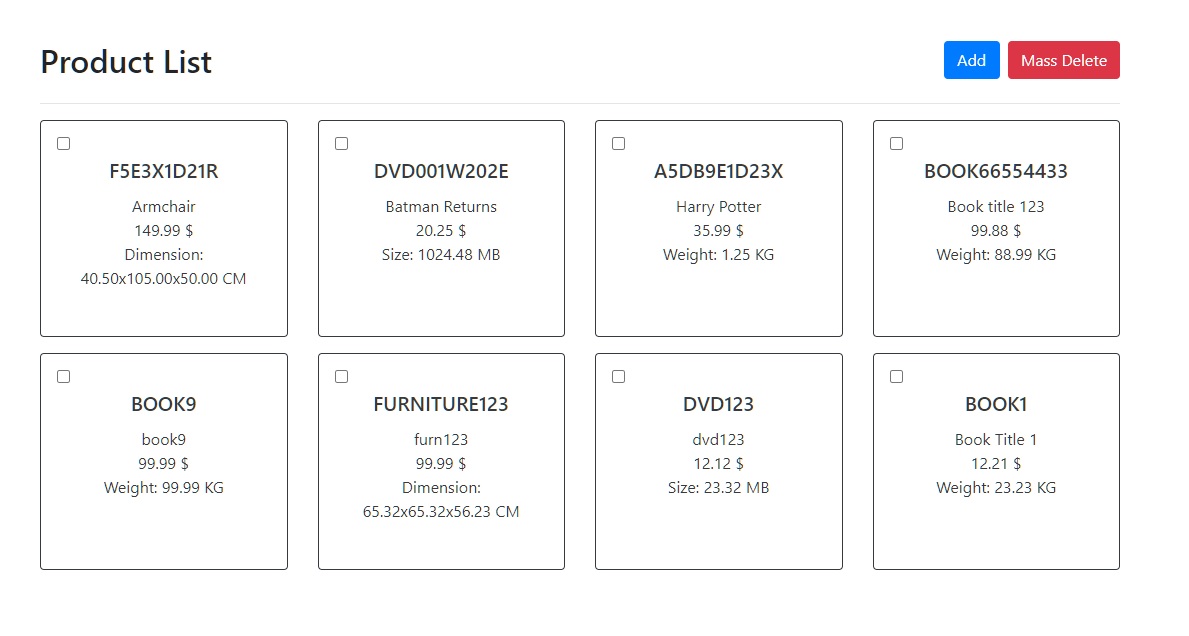 Product List
Add
Mass Delete
F5E3X1D21R
Armchair
149.99 $
Dimension:
40.50x105.00x50.00 CM
DVD001W202E
Batman Returns
20.25 $
Size: 1024.48 MB
A5DB9E1D23X
Harry Potter
35.99 $
Weight: 1.25 KG
BOOK66554433
Book title 123
99.88 $
Weight: 88.99 KG
BOOK9
book9
99.99 $
Weight: 99.99 KG
FURNITURE123
furn123
99.99 $
Dimension:
65.32x65.32x56.23 CM
DVD123
dvd123
12.12 $
Size: 23.32 MB
BOOK1
Book Title 1
12.21 $
Weight: 23.23 KG